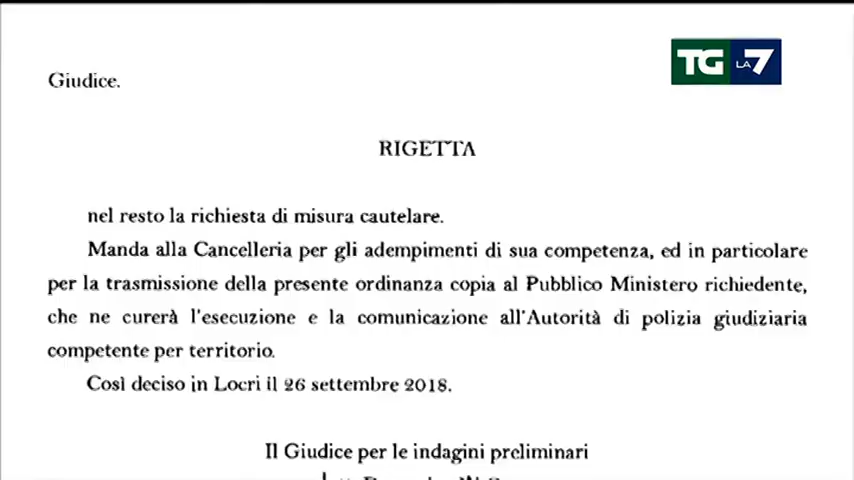 TG LA 7
Giudice.
RIGETTA
nel resto la richiesta di misura cautelare.
Manda alla Cancelleria per gli adempimenti di sua competenza, ed in particolare
per la trasmissione della presente ordinanza copia al Pubblico Ministero richiedente,
che ne curerà l'esecuzione e la comunicazione all'Autorità di polizia giudiziaria
competente per territorio.
Così deciso in Locri il 26 settembre 2018.
Il Giudice per le indagini preliminari